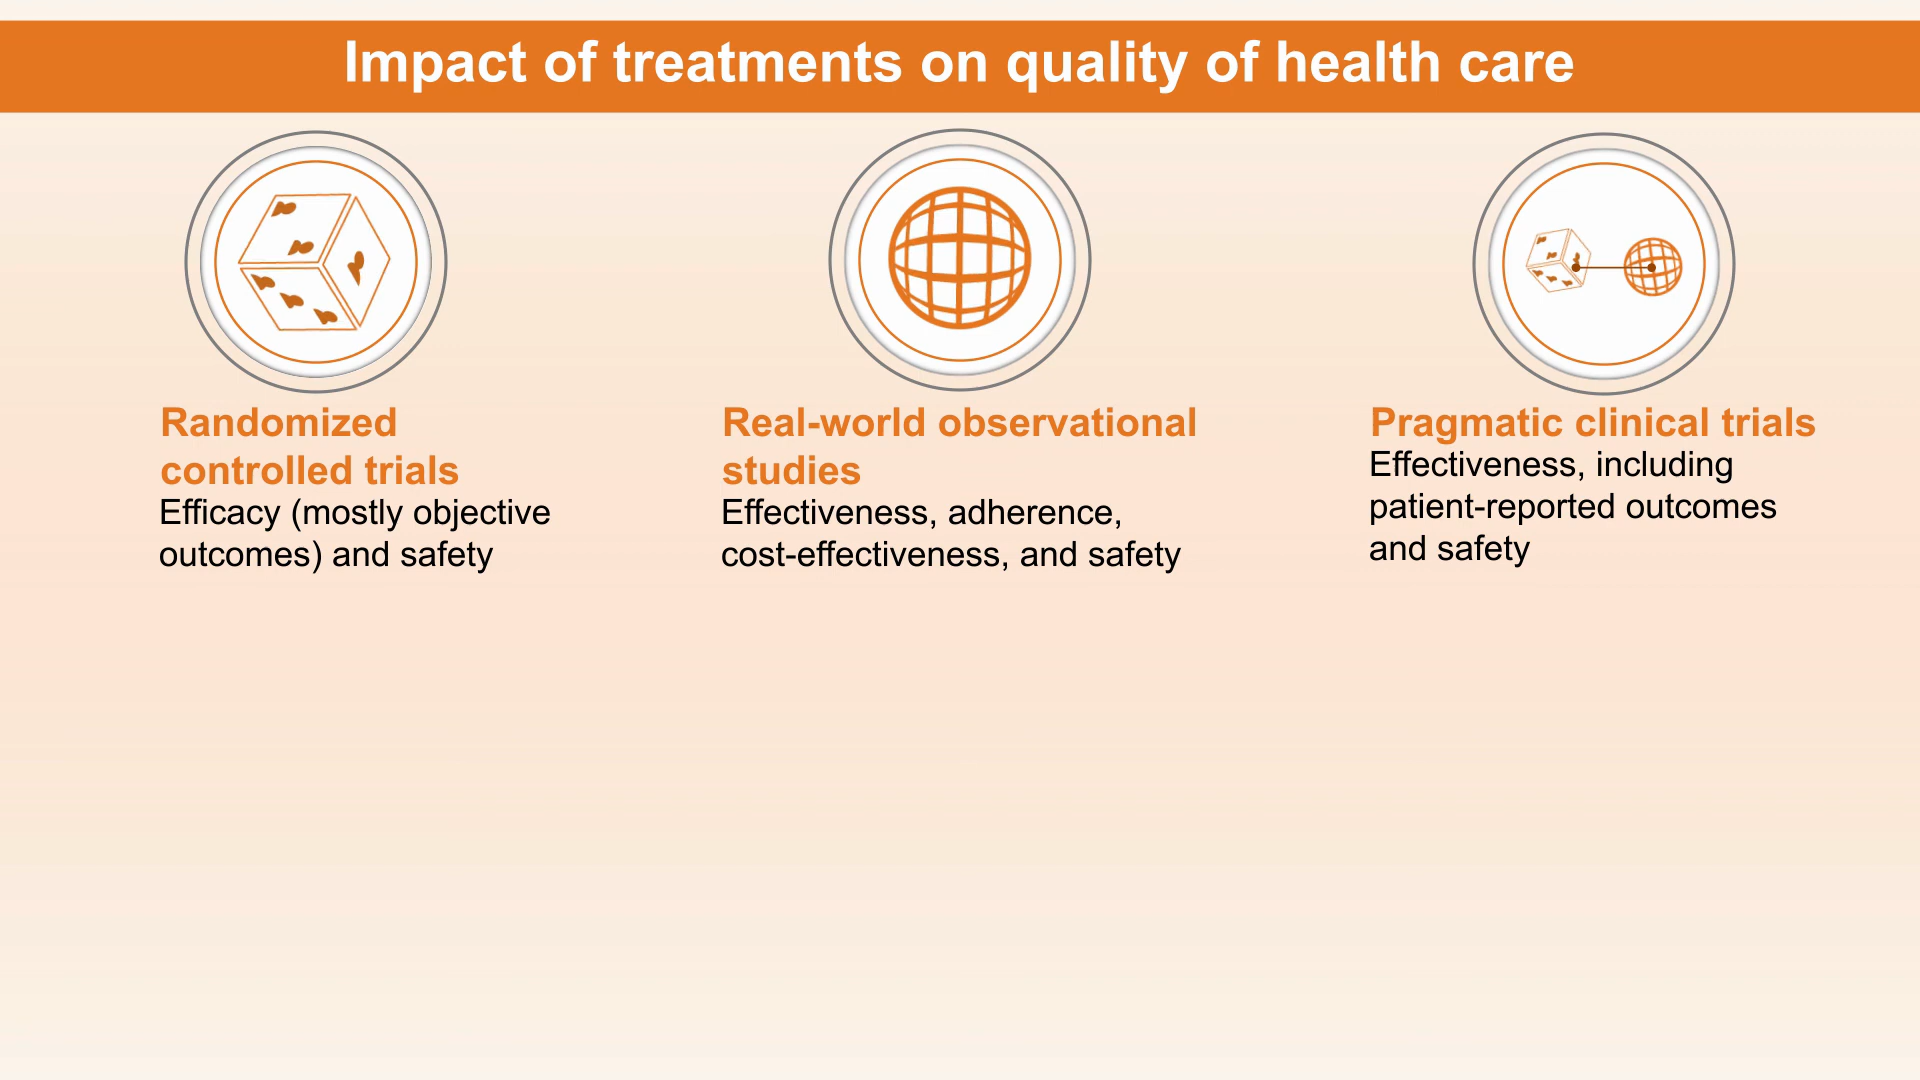 Impact of treatments on quality of health care
Randomized
controlled trials
Efficacy (mostly objective
outcomes) and safety
Real-world observational
studies
Effectiveness, adherence,
cost-effectiveness, and safety
Pragmatic clinical trials
Effectiveness, including
patient-reported outcomes
and safety